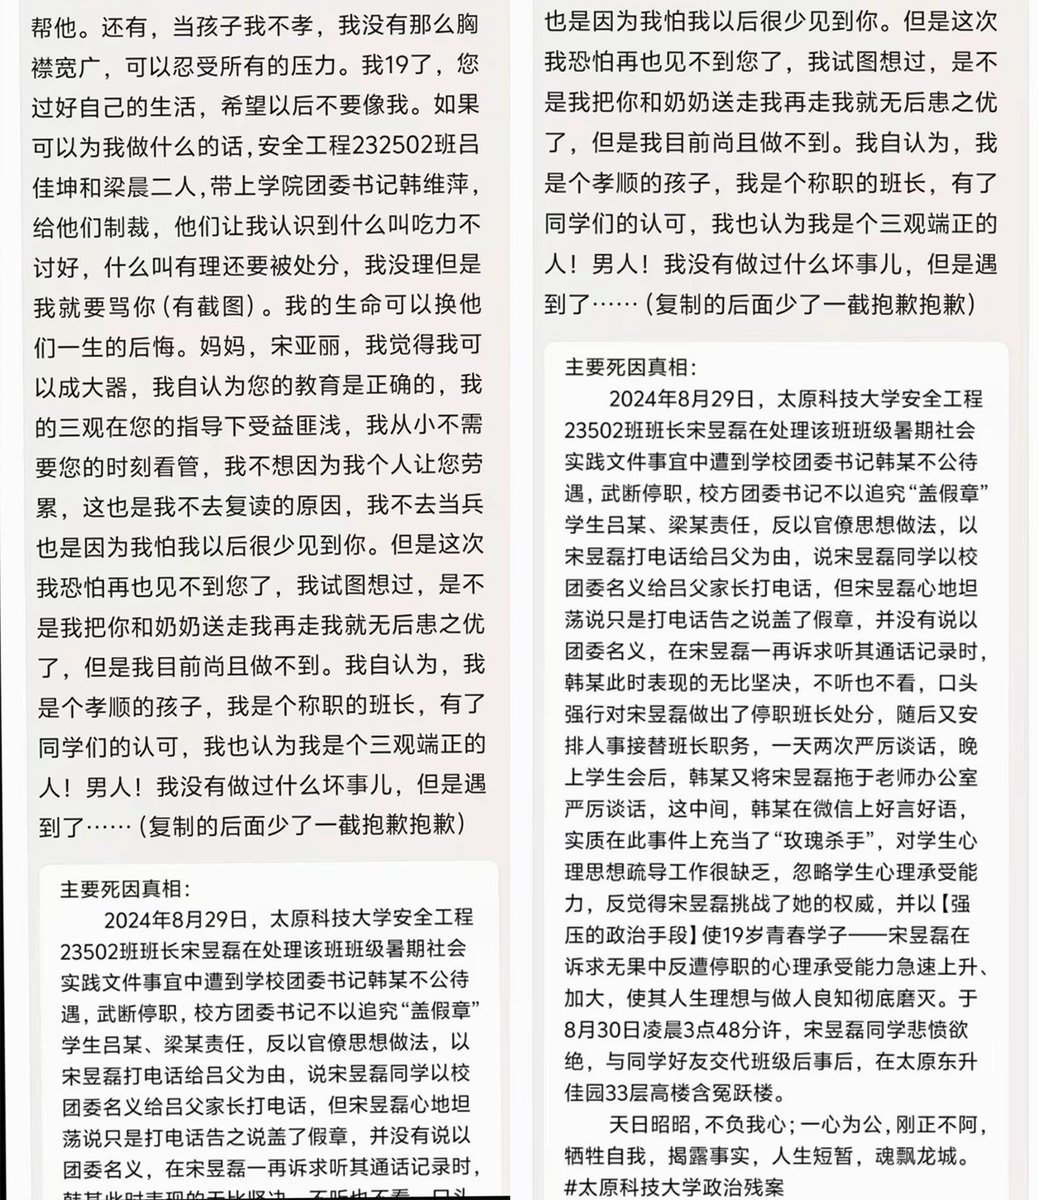 帮他。还有，当孩子我不孝，我没有那么胸
襟宽广，可以忍受所有的压力。我19了，您
过好自己的生活，希望以后不要像我。如果
可以为我做什么的话,安全工程232502班吕
佳坤和梁晨二人,带上学院团委书记韩维萍，
给他们制裁，他们让我认识到什么叫吃力不
讨好，什么叫有理还要被处分，我没理但是
我就要骂你（有截图）。我的生命可以换他
们一生的后悔。妈妈，宋亚丽，我觉得我可
以成大器，我自认为您的教育是正确的，我
的三观在您的指导下受益匪浅，我从小不需
要您的时刻看管，我不想因为我个人让您劳
累，这也是我不去复读的原因，我不去当兵
也是因为我怕我以后很少见到你。但是这次
我恐怕再也见不到您了，我试图想过，是不
是我把你和奶奶送走我再走我就无后患之优
了，但是我目前尚且做不到。我自认为，我
是个孝顺的孩子，我是个称职的班长，有了
同学们的认可，我也认为我是个三观端正的
人！男人！我没有做过什么坏事儿，但是遇
到了……（复制的后面少了一截抱歉抱歉）
主要死因真相：
2024年8月29日，太原科技大学安全工程
23502班班长宋昱磊在处理该班班级暑期社会
实践文件事宜中遭到学校团委书记韩某不公待
遇，武断停职，校方团委书记不以追究“盖假章”
学生吕某、梁某责任，反以官僚思想做法，以
宋昱磊打电话给吕父为由，说宋昱磊同学以校
团委名义给吕父家长打电话，但宋昱磊心地坦
荡说只是打电话告之说盖了假章，并没有说以
团委名义，在宋昱磊一再诉求听其通话记录时，
韩某此时表现的无比坚决，不听也不看，口头
也是因为我怕我以后很少见到你。但是这次
我恐怕再也见不到您了，我试图想过，是不
是我把你和奶奶送走我再走我就无后患之优
了，但是我目前尚且做不到。我自认为，我
是个孝顺的孩子，我是个称职的班长，有了
同学们的认可，我也认为我是个三观端正的
人！男人！我没有做过什么坏事儿，但是遇
到了……（复制的后面少了一截抱歉抱歉）
主要死因真相：
2024年8月29日，太原科技大学安全工程
23502班班长宋昱磊在处理该班班级暑期社会
实践文件事宜中遭到学校团委书记韩某不公待
遇，武断停职，校方团委书记不以追究“盖假章”
学生吕某、梁某责任，反以官僚思想做法，以
宋昱磊打电话给吕父为由，说宋昱磊同学以校
团委名义给吕父家长打电话，但宋昱磊心地坦
荡说只是打电话告之说盖了假章，并没有说以
团委名义，在宋昱磊一再诉求听其通话记录时，
韩某此时表现的无比坚决，不听也不看，口头
强行对宋昱磊做出了停职班长处分，随后又安
排人事接替班长职务，一天两次严厉谈话，晚
上学生会后，韩某又将宋昱磊拖于老师办公室
严厉谈话，这中间，韩某在微信上好言好语，
实质在此事件上充当了“玫瑰杀手”，对学生心
理思想疏导工作很缺乏，忽略学生心理承受能
力，反觉得宋昱磊挑战了她的权威，并以【强
压的政治手段】使19岁青春学子——宋昱磊在
诉求无果中反遭停职的心理承受能力急速上升、
加大，使其人生理想与做人良知彻底磨灭。于
8月30日凌晨3点48分许，宋昱磊同学悲愤欲
绝，与同学好友交代班级后事后，在太原东升
佳园33层高楼含冤跃楼。
天日昭昭,不负我心；一心为公,刚正不阿，
牺牲自我，揭露事实，人生短暂，魂飘龙城。
#太原科技大学政治残案